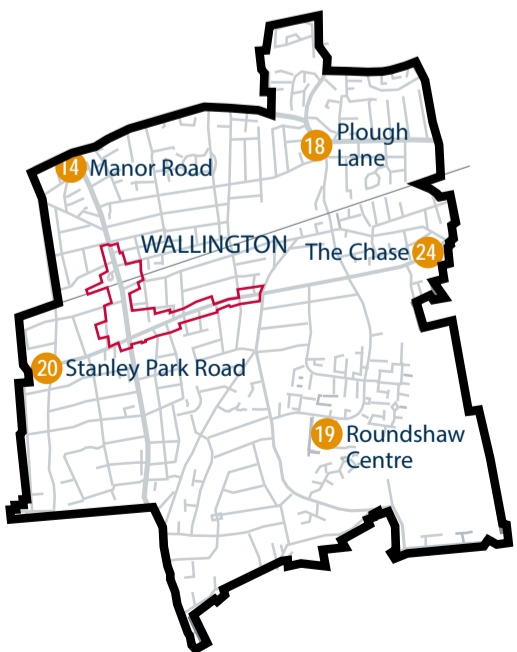 18 Plough
Lane
14 Manor Road
WALLINGTON
The Chase 24
20 Stanley Park Road
19 Roundshaw
Centre